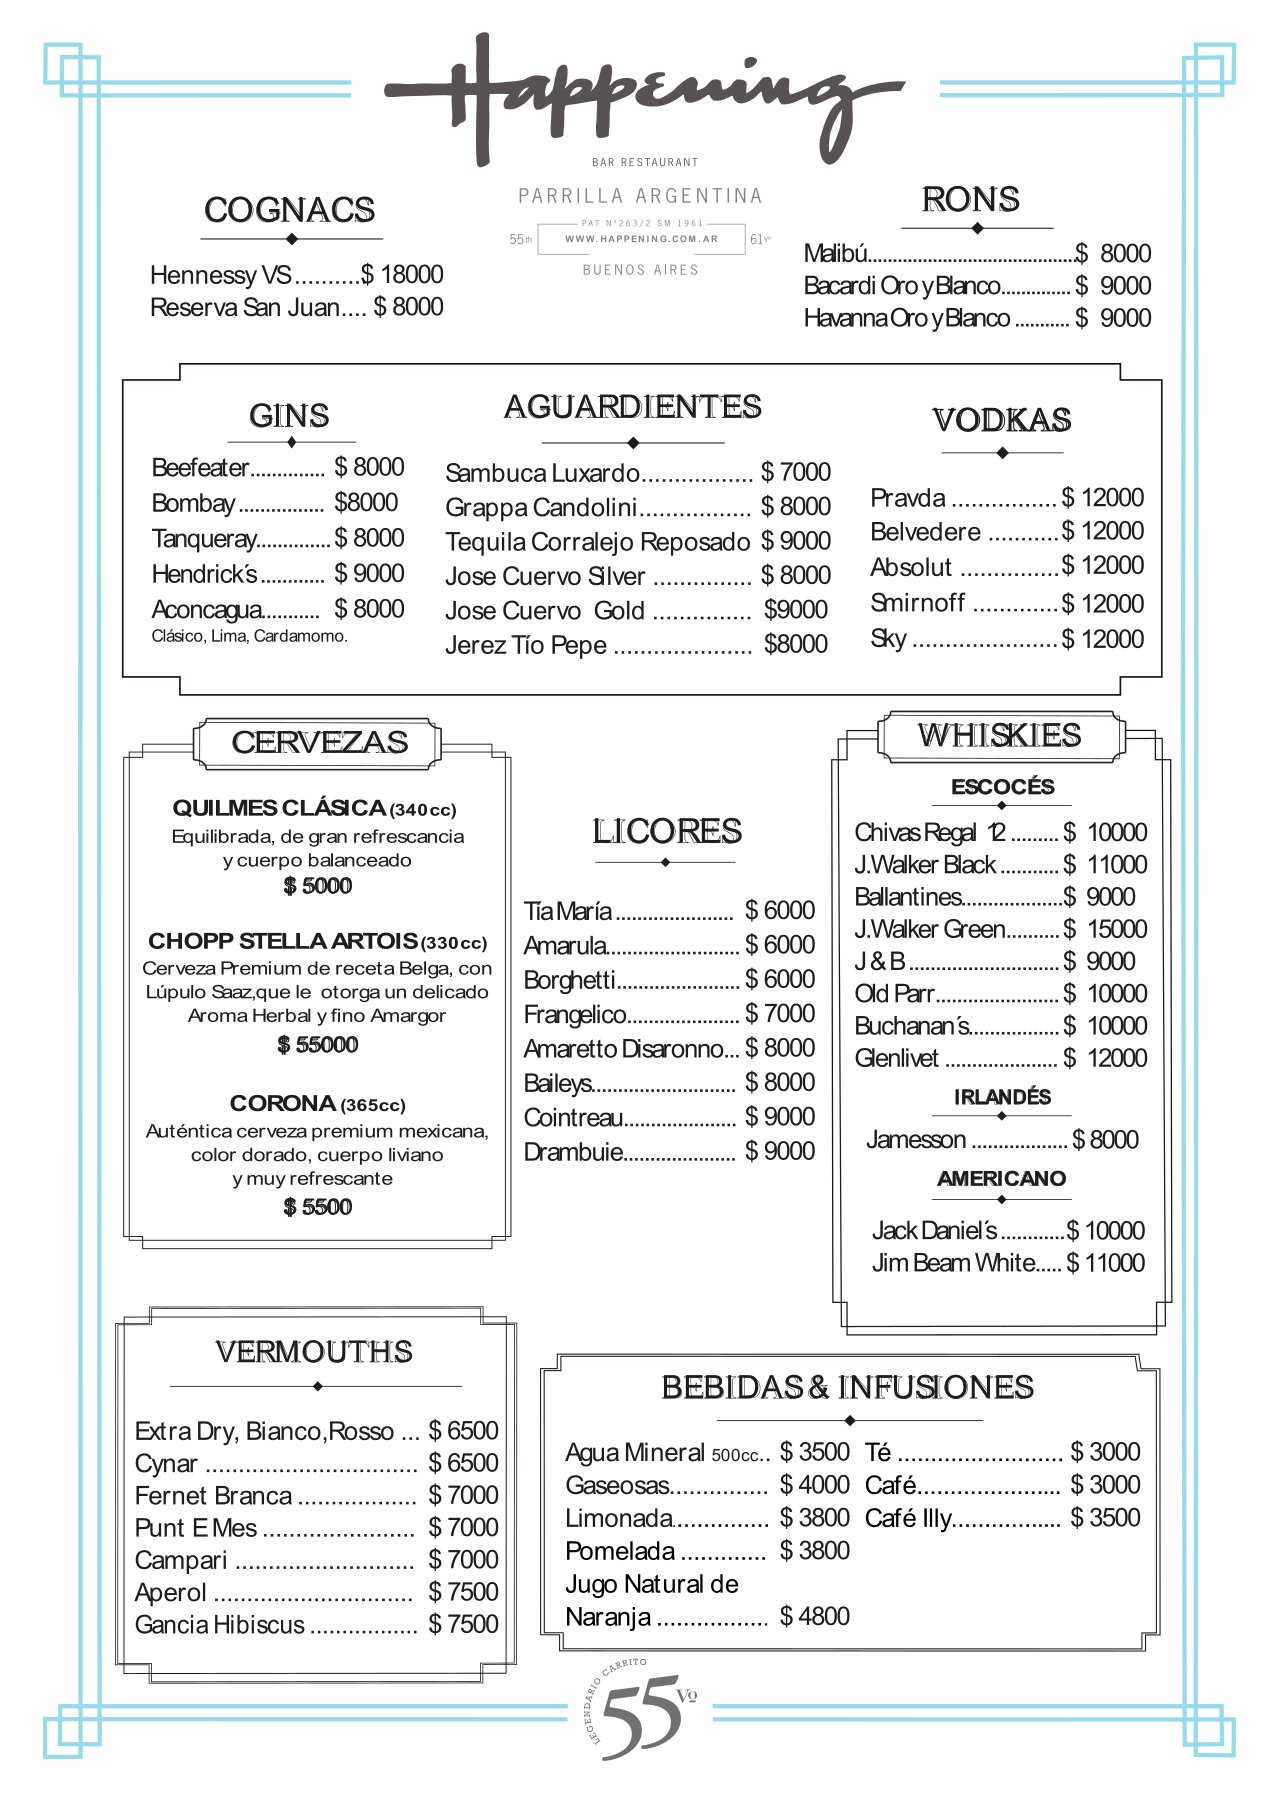 Happening
BAR RESTAURANT
PARRILLA ARGENTINA
PAT Nº263/2 SM 1961
55th WWW.HAPPENING.COM.AR 61yº
BUENOS AIRES
COGNACS
Hennessy VS ..........$ 18000
Reserva San Juan.... $ 8000
RONS
Malibú..........................................$ 8000
Bacardi Oro y Blanco.............. $ 9000
Havanna Oro y Blanco ........... $ 9000
GINS
Beefeater.............. $ 8000
Bombay ................ $8000
Tanqueray.............. $ 8000
Hendrick´s ............ $ 9000
Aconcagua........... $ 8000
Clásico, Lima, Cardamomo.
AGUARDIENTES
Sambuca Luxardo................. $ 7000
Grappa Candolini................. $ 8000
Tequila Corralejo Reposado $ 9000
Jose Cuervo Silver ............... $ 8000
Jose Cuervo Gold ............... $9000
Jerez Tío Pepe ..................... $8000
VODKAS
Pravda ................ $ 12000
Belvedere ........... $ 12000
Absolut ............... $ 12000
Smirnoff ............. $ 12000
Sky ...................... $ 12000
CERVEZAS
QUILMES CLÁSICA (340cc)
Equilibrada, de gran refrescancia
y cuerpo balanceado
$ 5000
CHOPP STELLA ARTOIS (330cc)
Cerveza Premium de receta Belga, con
Lúpulo Saaz,que le otorga un delicado
Aroma Herbal y fino Amargor
$ 55000
CORONA (365cc)
Auténtica cerveza premium mexicana,
color dorado, cuerpo liviano
y muy refrescante
$ 5500
LICORES
Tía María ...................... $ 6000
Amarula........................ $ 6000
Borghetti....................... $ 6000
Frangelico..................... $ 7000
Amaretto Disaronno... $ 8000
Baileys.......................... $ 8000
Cointreau..................... $ 9000
Drambuie..................... $ 9000
WHISKIES
ESCOCÉS
Chivas Regal 12 ......... $ 10000
J.Walker Black ........... $ 11000
Ballantines...................$ 9000
J.Walker Green.......... $ 15000
J & B ............................ $ 9000
Old Parr....................... $ 10000
Buchanan´s................. $ 10000
Glenlivet ..................... $ 12000
IRLANDÉS
Jamesson .................. $ 8000
AMERICANO
Jack Daniel´s ............$ 10000
Jim Beam White..... $ 11000
VERMOUTHS
Extra Dry, Bianco,Rosso ... $ 6500
Cynar ................................ $ 6500
Fernet Branca .................. $ 7000
Punt E Mes ....................... $ 7000
Campari ........................... $ 7000
Aperol .............................. $ 7500
Gancia Hibiscus ................ $ 7500
BEBIDAS & INFUSIONES
Agua Mineral 500cc.. $ 3500
Gaseosas............... $ 4000
Limonada............... $ 3800
Pomelada ............. $ 3800
Jugo Natural de
Naranja ................. $ 4800
Té ......................... $ 3000
Café...................... $ 3000
Café Illy................. $ 3500
LEGENDARIO CARRITO
55 Vº